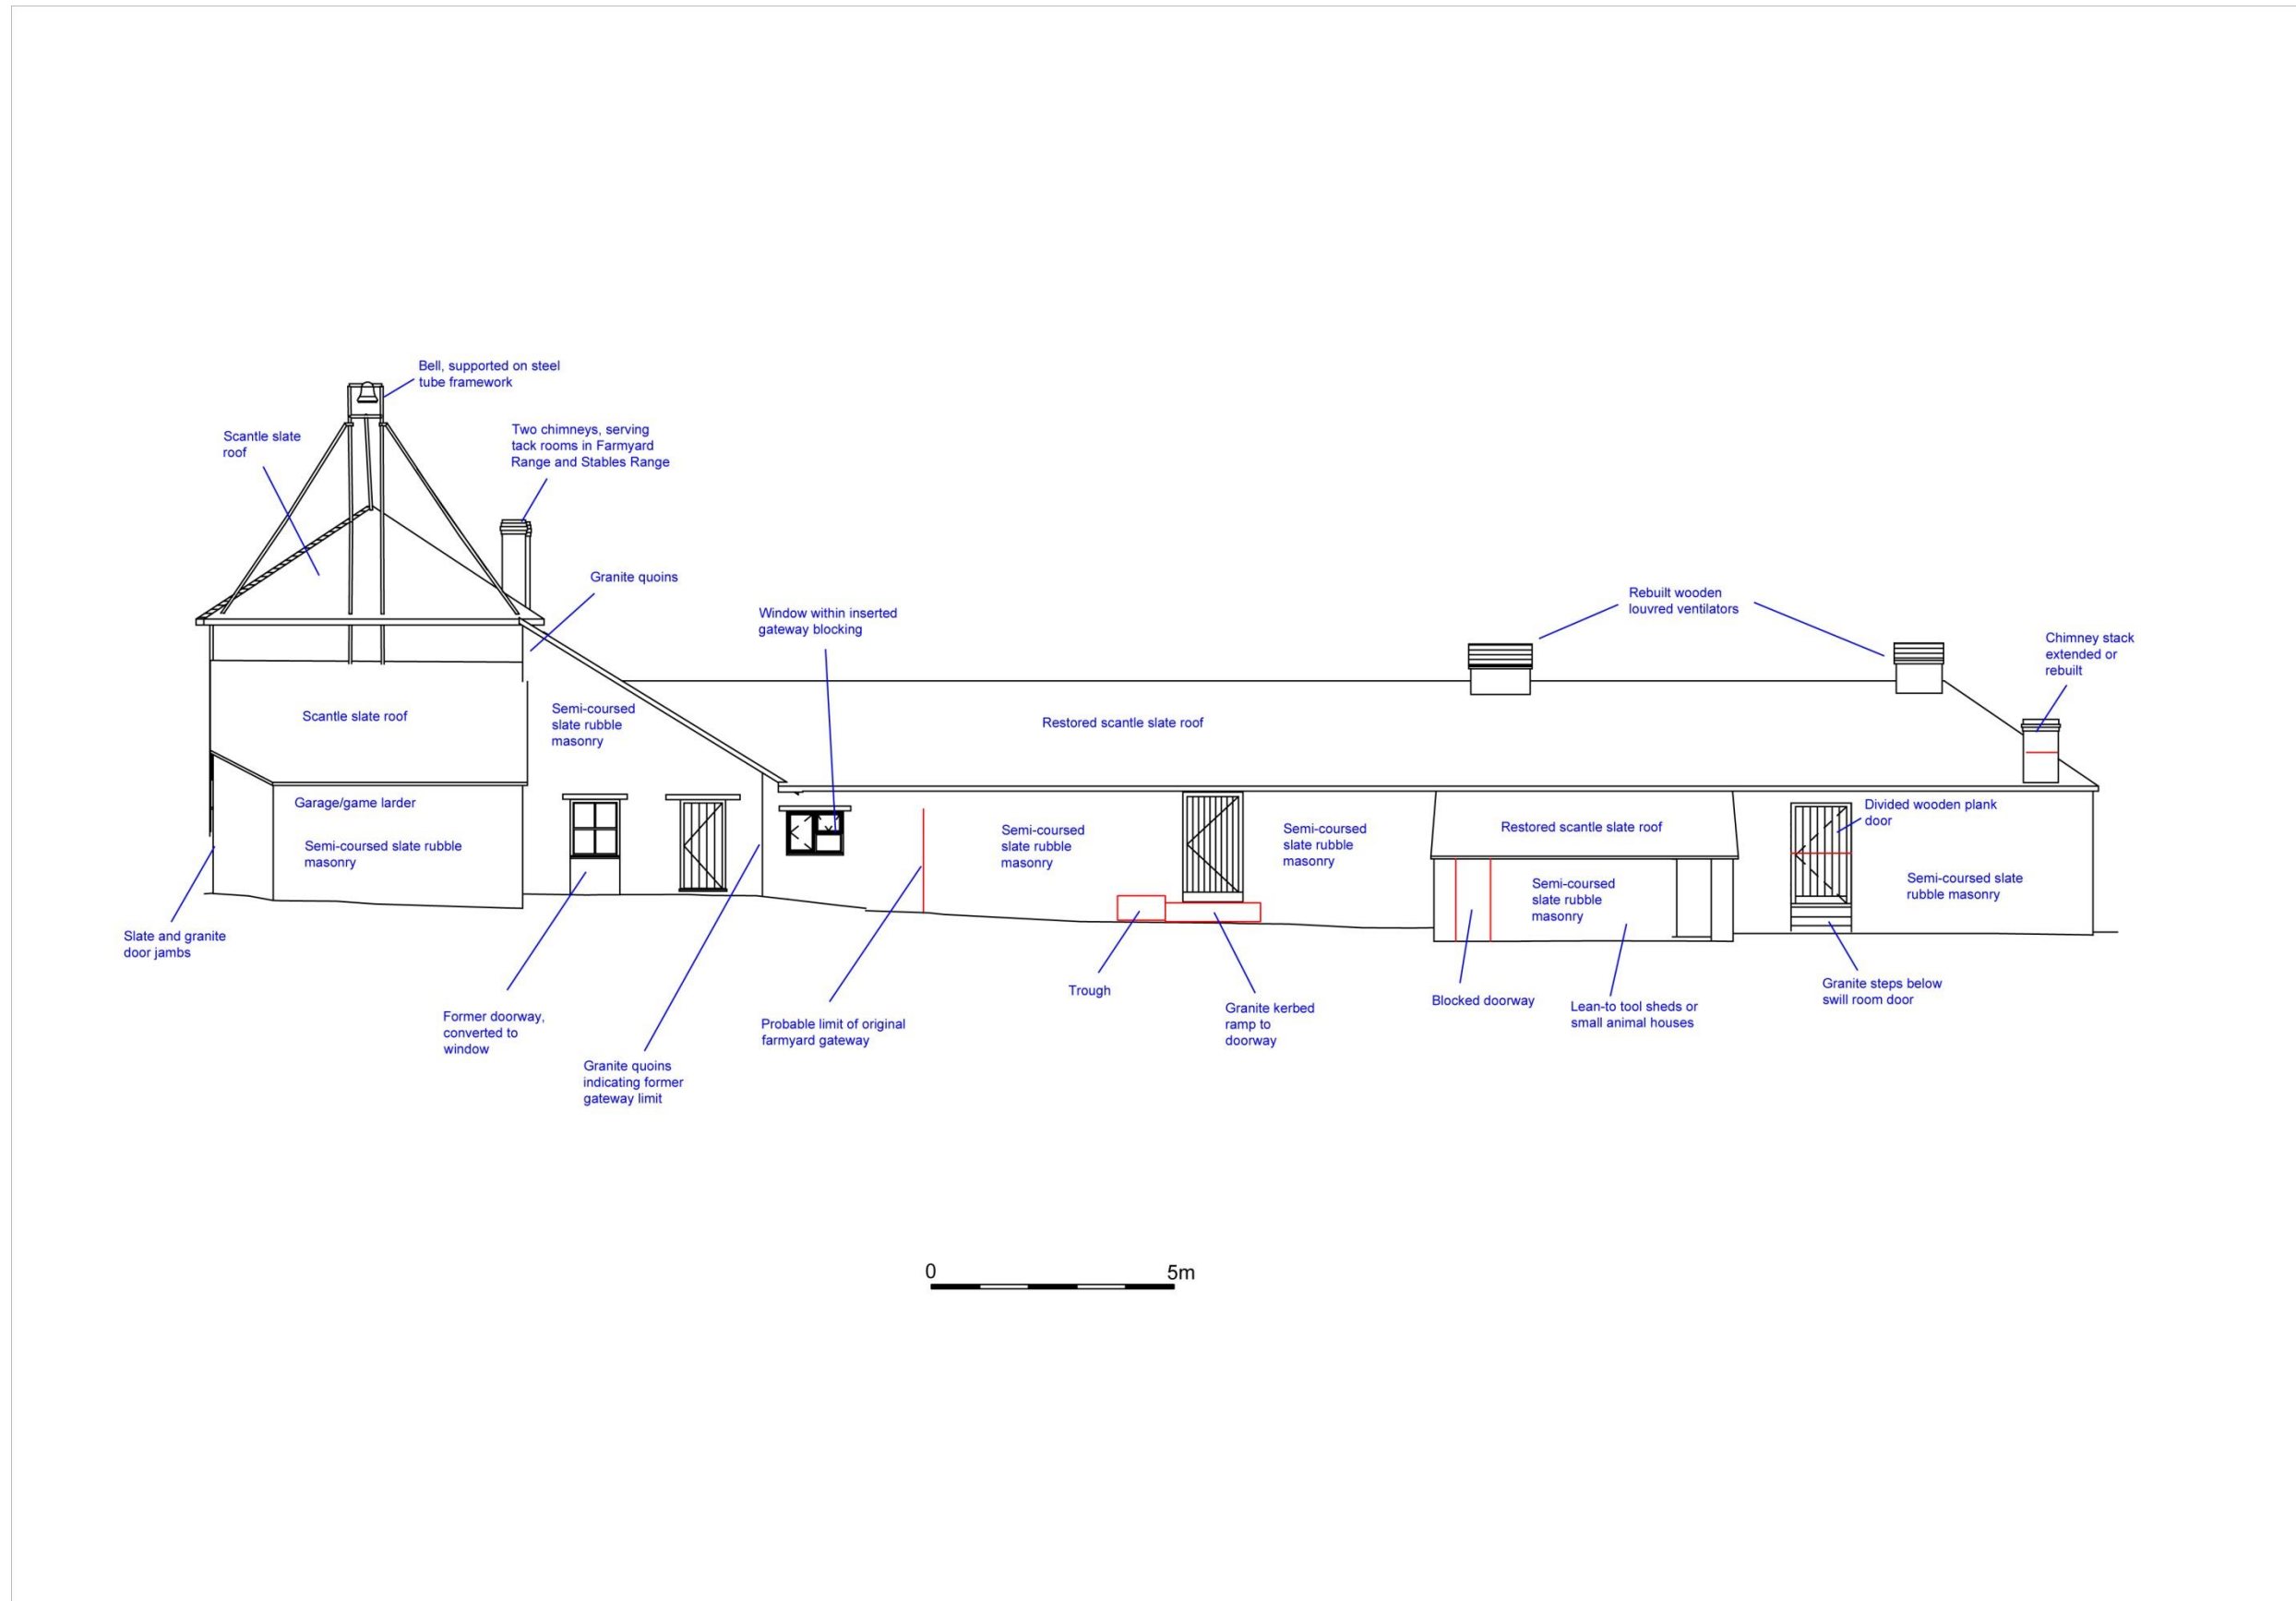 Bell, supported on steel
tube framework
Scantle slate
roof
Two chimneys, serving
tack rooms in Farmyard
Range and Stables Range
Granite quoins
Window within inserted
gateway blocking
Rebuilt wooden
louvred ventilators
Chimney stack
extended or
rebuilt
Scantle slate roof
Semi-coursed
slate rubble
masonry
Restored scantle slate roof
Garage/game larder
Semi-coursed slate rubble
masonry
Semi-coursed
slate rubble
masonry
Semi-coursed
slate rubble
masonry
Restored scantle slate roof
Divided wooden plank
door
Semi-coursed
slate rubble
masonry
Semi-coursed slate
rubble masonry
Slate and granite
door jambs
Former doorway,
converted to
window
Granite quoins
indicating former
gateway limit
Probable limit of original
farmyard gateway
Trough
Granite kerbed
ramp to
doorway
Blocked doorway
Lean-to tool sheds or
small animal houses
Granite steps below
swill room door
0 5m